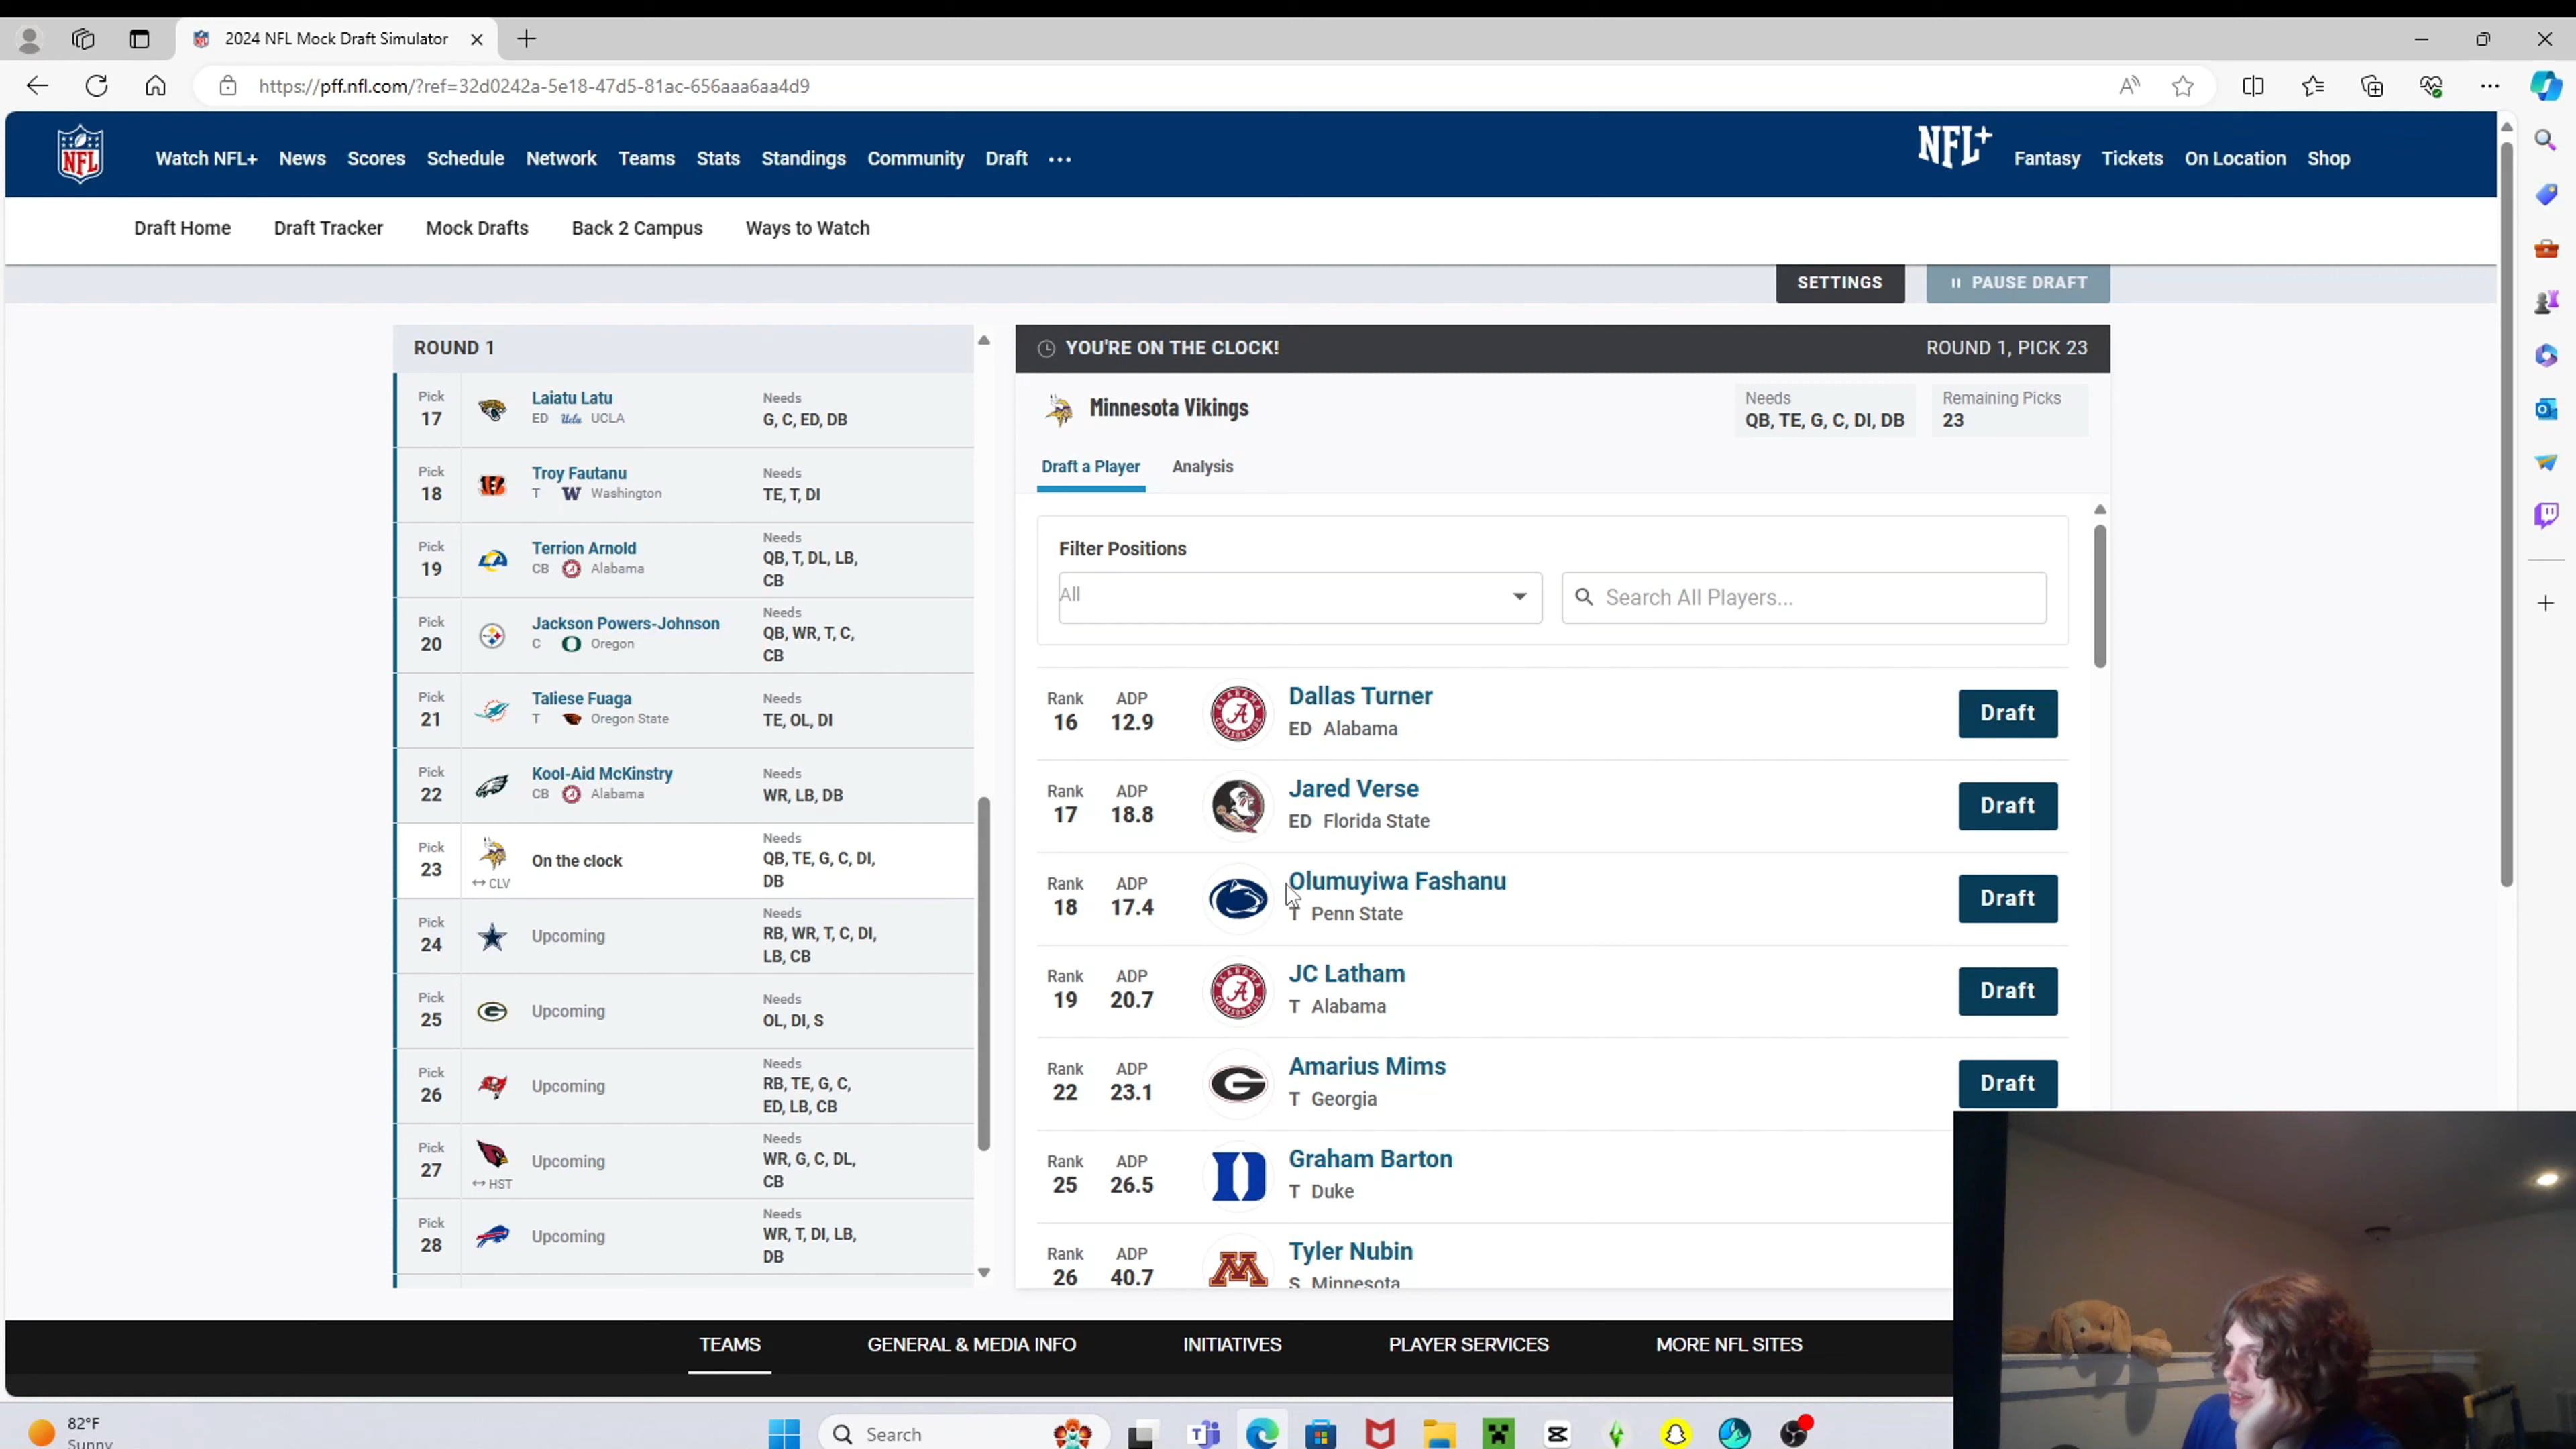 2024 NFL Mock Draft Simulator
https://pff.nfl.com/?ref=32d0242a-5e18-47d5-81ac-656aaa6aa4d9
NFL
Watch NFL+ News Scores Schedule Network Teams Stats Standings Community Draft ...
NFL+ Fantasy Tickets On Location Shop
Draft Home Draft Tracker Mock Drafts Back 2 Campus Ways to Watch
SETTINGS PAUSE DRAFT
ROUND 1
Pick 17 Laiatu Latu Needs
ED Ucla UCLA G, C, ED, DB
Pick 18 Troy Fautanu Needs
T W Washington TE, T, DI
Pick 19 Terrion Arnold Needs
CB Alabama QB, T, DL, LB,
CB
Pick 20 Jackson Powers-Johnson Needs
C Oregon QB, WR, T, C,
CB
Pick 21 Taliese Fuaga Needs
T Oregon State TE, OL, DI
Pick 22 Kool-Aid McKinstry Needs
CB Alabama WR, LB, DB
Pick 23 On the clock Needs
↔ CLV QB, TE, G, C, DI,
DB
Pick 24 Upcoming Needs
RB, WR, T, C, DI,
LB, CB
Pick 25 Upcoming Needs
OL, DI, S
Pick 26 Upcoming Needs
RB, TE, G, C,
ED, LB, CB
Pick 27 Upcoming Needs
↔ HST WR, G, C, DL,
CB
Pick 28 Upcoming Needs
WR, T, DI, LB,
DB
YOU'RE ON THE CLOCK! ROUND 1, PICK 23
Minnesota Vikings
Needs Remaining Picks
QB, TE, G, C, DI, DB 23
Draft a Player Analysis
Filter Positions
All Search All Players...
Rank ADP Dallas Turner
16 12.9 ED Alabama Draft
Rank ADP Jared Verse
17 18.8 ED Florida State Draft
Rank ADP Olumuyiwa Fashanu
18 17.4 T Penn State Draft
Rank ADP JC Latham
19 20.7 T Alabama Draft
Rank ADP Amarius Mims
22 23.1 T Georgia Draft
Rank ADP Graham Barton
25 26.5 T Duke
Rank ADP Tyler Nubin
26 40.7 S Minnesota
TEAMS GENERAL & MEDIA INFO INITIATIVES PLAYER SERVICES MORE NFL SITES
82°F
Sunny
Search